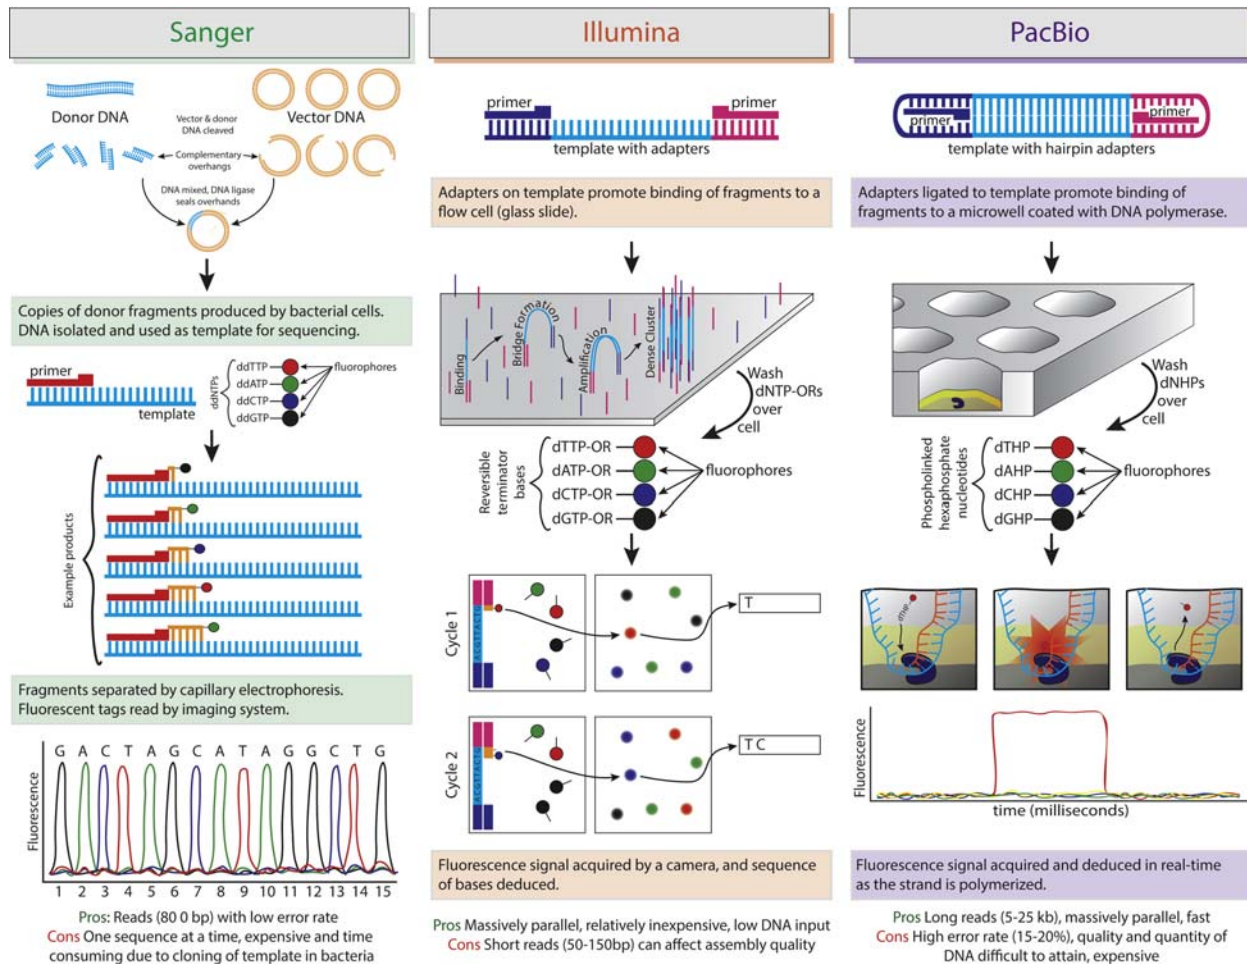 Sanger
Donor DNA
Vector DNA
Vector & donor
DNA cleaved
Complementary
overhangs
DNA mixed, DNA ligase
seals overhands
Copies of donor fragments produced by bacterial cells.
DNA isolated and used as template for sequencing.
primer
template
ddNTPs
ddTTP
ddATP
ddCTP
ddGTP
fluorophores
Example products
Fragments separated by capillary electrophoresis.
Fluorescent tags read by imaging system.
G A C T A G C A T A G G C T G
Fluorescence
1 2 3 4 5 6 7 8 9 10 11 12 13 14 15
Pros: Reads (80 0 bp) with low error rate
Cons One sequence at a time, expensive and time
consuming due to cloning of template in bacteria
Illumina
primer
primer
template with adapters
Adapters on template promote binding of fragments to a
flow cell (glass slide).
Binding
Bridge Formation
Amplification
Dense Cluster
Wash
dNTP-ORs
over
cell
Reversible
terminator
bases
dTTP-OR
dATP-OR
dCTP-OR
dGTP-OR
fluorophores
Cycle 1
ACGTTACTG
T
Cycle 2
ACGTTACTG
T C
Fluorescence signal acquired by a camera, and sequence
of bases deduced.
Pros Massively parallel, relatively inexpensive, low DNA input
Cons Short reads (50-150bp) can affect assembly quality
PacBio
primer
primer
template with hairpin adapters
Adapters ligated to template promote binding of
fragments to a microwell coated with DNA polymerase.
Wash
dNHPs
over
cell
Phospholinked
hexaphosphate
nucleotides
dTHP
dAHP
dCHP
dGHP
fluorophores
dTHP
Fluorescence
time (milliseconds)
Fluorescence signal acquired and deduced in real-time
as the strand is polymerized.
Pros Long reads (5-25 kb), massively parallel, fast
Cons High error rate (15-20%), quality and quantity of
DNA difficult to attain, expensive